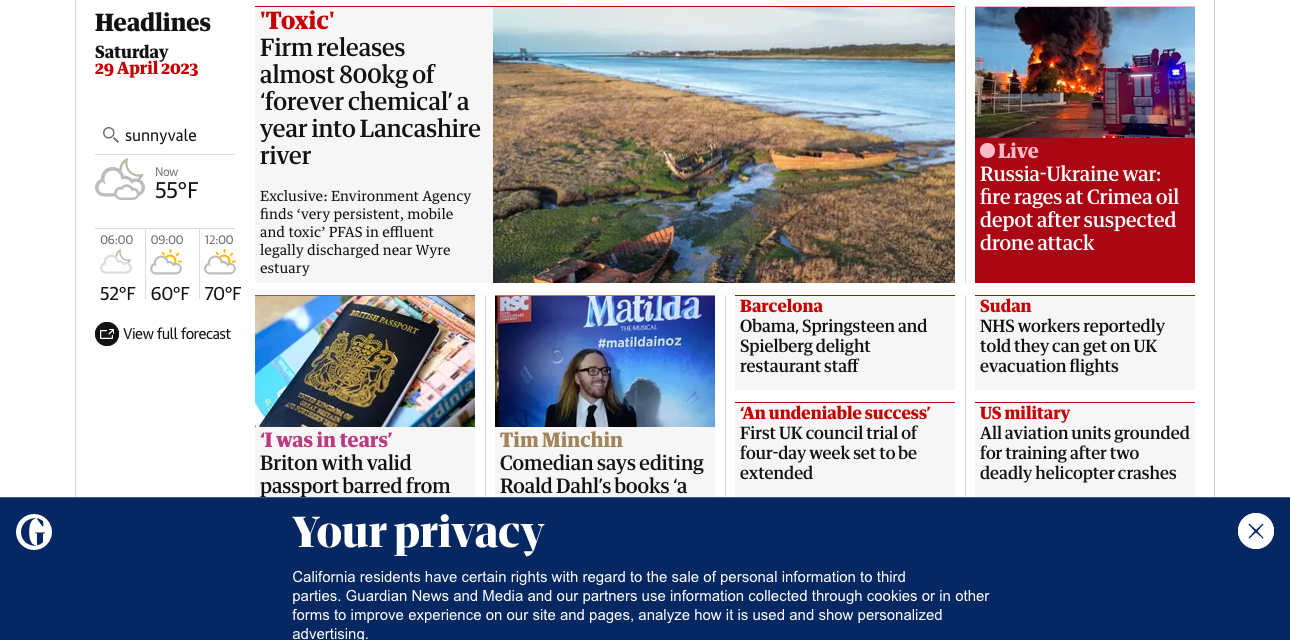 Headlines
Saturday
29 April 2023
sunnyvale
Now
55°F
06:00 09:00 12:00
52°F 60°F 70°F
View full forecast
'Toxic'
Firm releases
almost 800kg of
‘forever chemical’ a
year into Lancashire
river
Exclusive: Environment Agency
finds ‘very persistent, mobile
and toxic’ PFAS in effluent
legally discharged near Wyre
estuary
Live
Russia-Ukraine war:
fire rages at Crimea oil
depot after suspected
drone attack
BRITISH PASSPORT
UNITED KINGDOM OF
GREAT BRITAIN
‘I was in tears’
Briton with valid
passport barred from
RSC
Matilda
THE MUSICAL
#matildainoz
Tim Minchin
Comedian says editing
Roald Dahl’s books ‘a
Barcelona
Obama, Springsteen and
Spielberg delight
restaurant staff
‘An undeniable success’
First UK council trial of
four-day week set to be
extended
Sudan
NHS workers reportedly
told they can get on UK
evacuation flights
US military
All aviation units grounded
for training after two
deadly helicopter crashes
G
Your privacy
California residents have certain rights with regard to the sale of personal information to third
parties. Guardian News and Media and our partners use information collected through cookies or in other
forms to improve experience on our site and pages, analyze how it is used and show personalized
advertising.